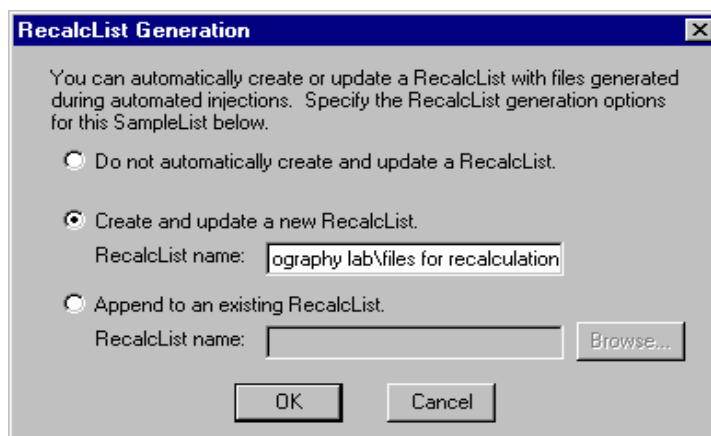 RecalcList Generation
You can automatically create or update a RecalcList with files generated
during automated injections.  Specify the RecalcList generation options
for this SampleList below.
Do not automatically create and update a RecalcList.
Create and update a new RecalcList.
RecalcList name: ography lab\files for recalculation
Append to an existing RecalcList.
RecalcList name: Browse...
OK Cancel